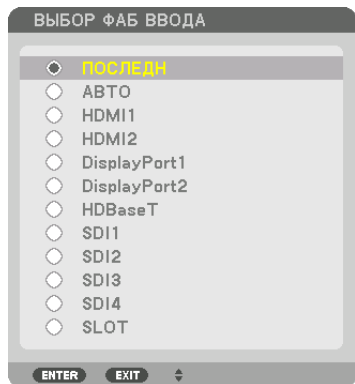 ВЫБОР ФАБ ВВОДА
ПОСЛЕДН
АВТО
HDMI1
HDMI2
DisplayPort1
DisplayPort2
HDBaseT
SDI1
SDI2
SDI3
SDI4
SLOT
ENTER EXIT